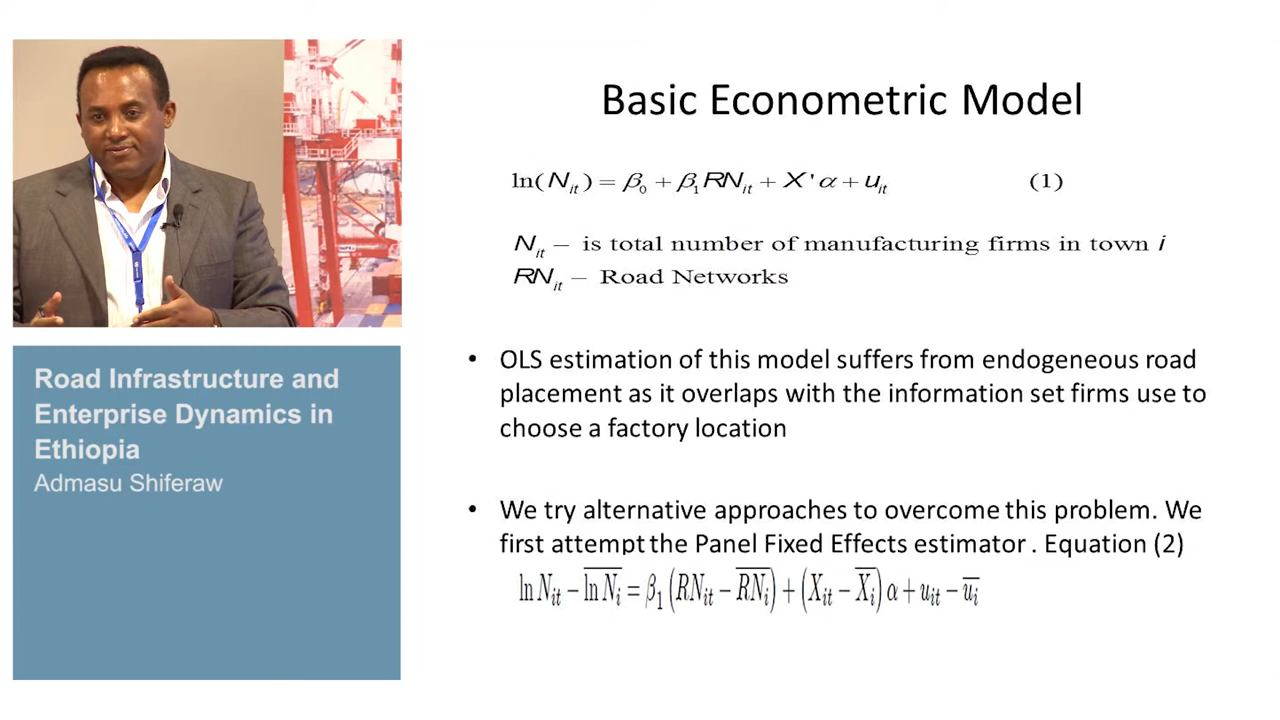 Basic Econometric Model
ln(N_it) = β_0 + β_1 RN_it + X'α + u_it (1)
N_it – is total number of manufacturing firms in town i
RN_it – Road Networks
• OLS estimation of this model suffers from endogeneous road
placement as it overlaps with the information set firms use to
choose a factory location
• We try alternative approaches to overcome this problem. We
first attempt the Panel Fixed Effects estimator . Equation (2)
ln N_it – \overline{ln N_i} = β_1 (RN_it – \overline{RN_i}) + (X_it – \overline{X_i}) α + u_it – \overline{u_i}
Road Infrastructure and
Enterprise Dynamics in
Ethiopia
Admasu Shiferaw